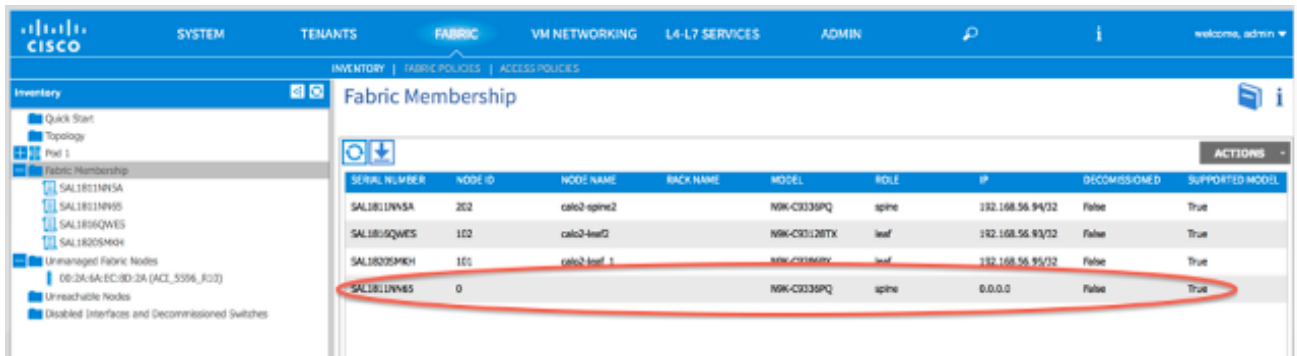 CISCO
SYSTEM TENANTS FABRIC VM NETWORKING L4-L7 SERVICES ADMIN i welcome, admin
INVENTORY | FABRIC POLICIES | ACCESS POLICIES
Inventory
Quick Start
Topology
Pod 1
Fabric Membership
SAL1811NN5A
SAL1811NN65
SAL1816QWES
SAL1820SMKH
Unmanaged Fabric Nodes
00:2A:6A:EC:8D:2A (ACI_5596_R10)
Unreachable Nodes
Disabled Interfaces and Decommissioned Switches
Fabric Membership
i
ACTIONS
SERIAL NUMBER NODE ID NODE NAME RACK NAME MODEL ROLE IP DECOMISSIONED SUPPORTED MODEL
SAL1811NN5A 202 calo2-spine2 N9K-C9336PQ spine 192.168.56.94/32 False True
SAL1816QWES 102 calo2-leaf2 N9K-C93128TX leaf 192.168.56.93/32 False True
SAL1820SMKH 101 calo2-leaf_1 leaf 192.168.56.95/32 False True
SAL1811NN65 0 N9K-C9336PQ spine 0.0.0.0 False True